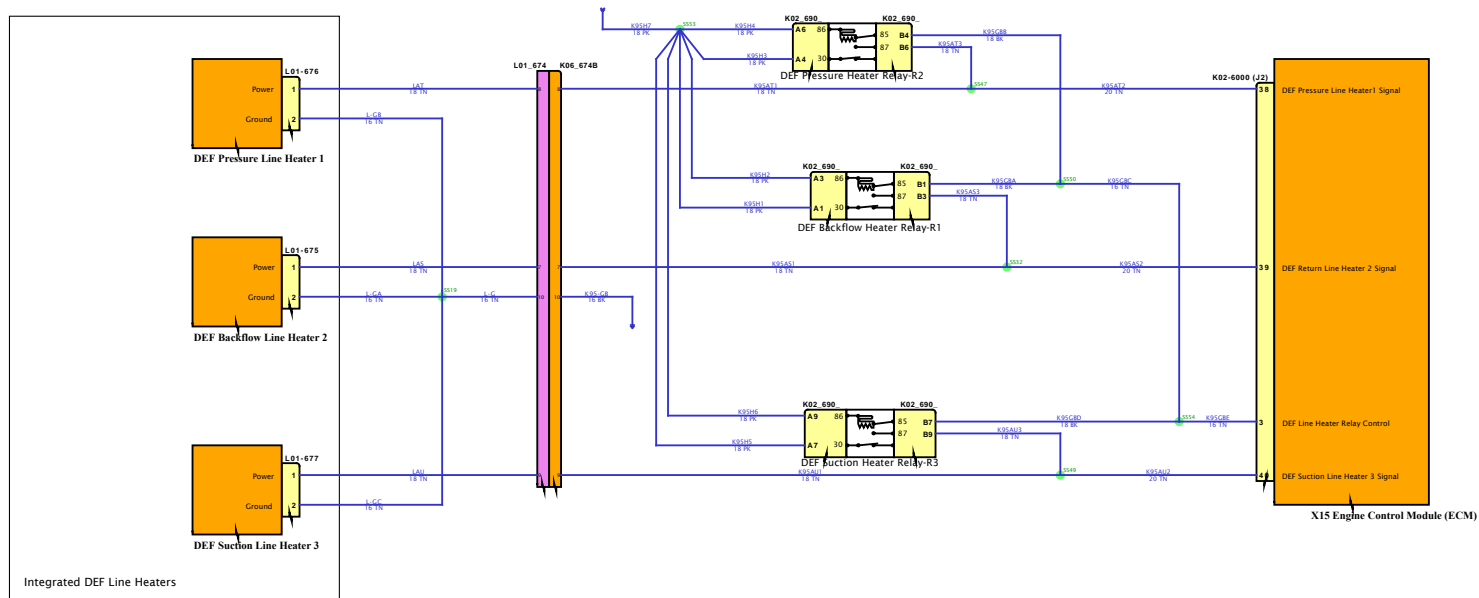 K95H7
18 PK
SS53
K95H4
18 PK
K02_690_
K02_690_
A6
86
85
B4
K95GBB
18 BK
87
B6
K95AT3
18 TN
K95H3
18 PK
A4
30
DEF Pressure Heater Relay-R2
L01-676
L01_674
K06_674B
K02-6000 (J2)
Power
1
LAT
18 TN
K95AT1
18 TN
SS47
K95AT2
20 TN
38
DEF Pressure Line Heater1 Signal
Ground
2
L-GB
16 TN
DEF Pressure Line Heater 1
K02_690_
K02_690_
K95H2
18 PK
A3
86
85
B1
K95GBA
18 BK
SS50
K95GBC
16 TN
87
B3
K95AS3
18 TN
K95H1
18 PK
A1
30
DEF Backflow Heater Relay-R1
L01-675
Power
1
LAS
18 TN
7
7
K95AS1
18 TN
SS32
K95AS2
20 TN
39
DEF Return Line Heater 2 Signal
Ground
2
L-GA
16 TN
SS19
L-G
16 TN
10
10
K95-GB
16 BK
DEF Backflow Line Heater 2
K02_690_
K02_690_
K95H6
18 PK
A9
86
85
B7
K95GBD
18 BK
SS54
K95GBE
16 TN
3
DEF Line Heater Relay Control
87
B9
K95AU3
18 TN
K95H5
18 PK
A7
30
DEF Suction Heater Relay-R3
L01-677
Power
1
LAU
18 TN
K95AU1
18 TN
SS49
K95AU2
20 TN
40
DEF Suction Line Heater 3 Signal
Ground
2
L-GC
16 TN
X15 Engine Control Module (ECM)
DEF Suction Line Heater 3
Integrated DEF Line Heaters